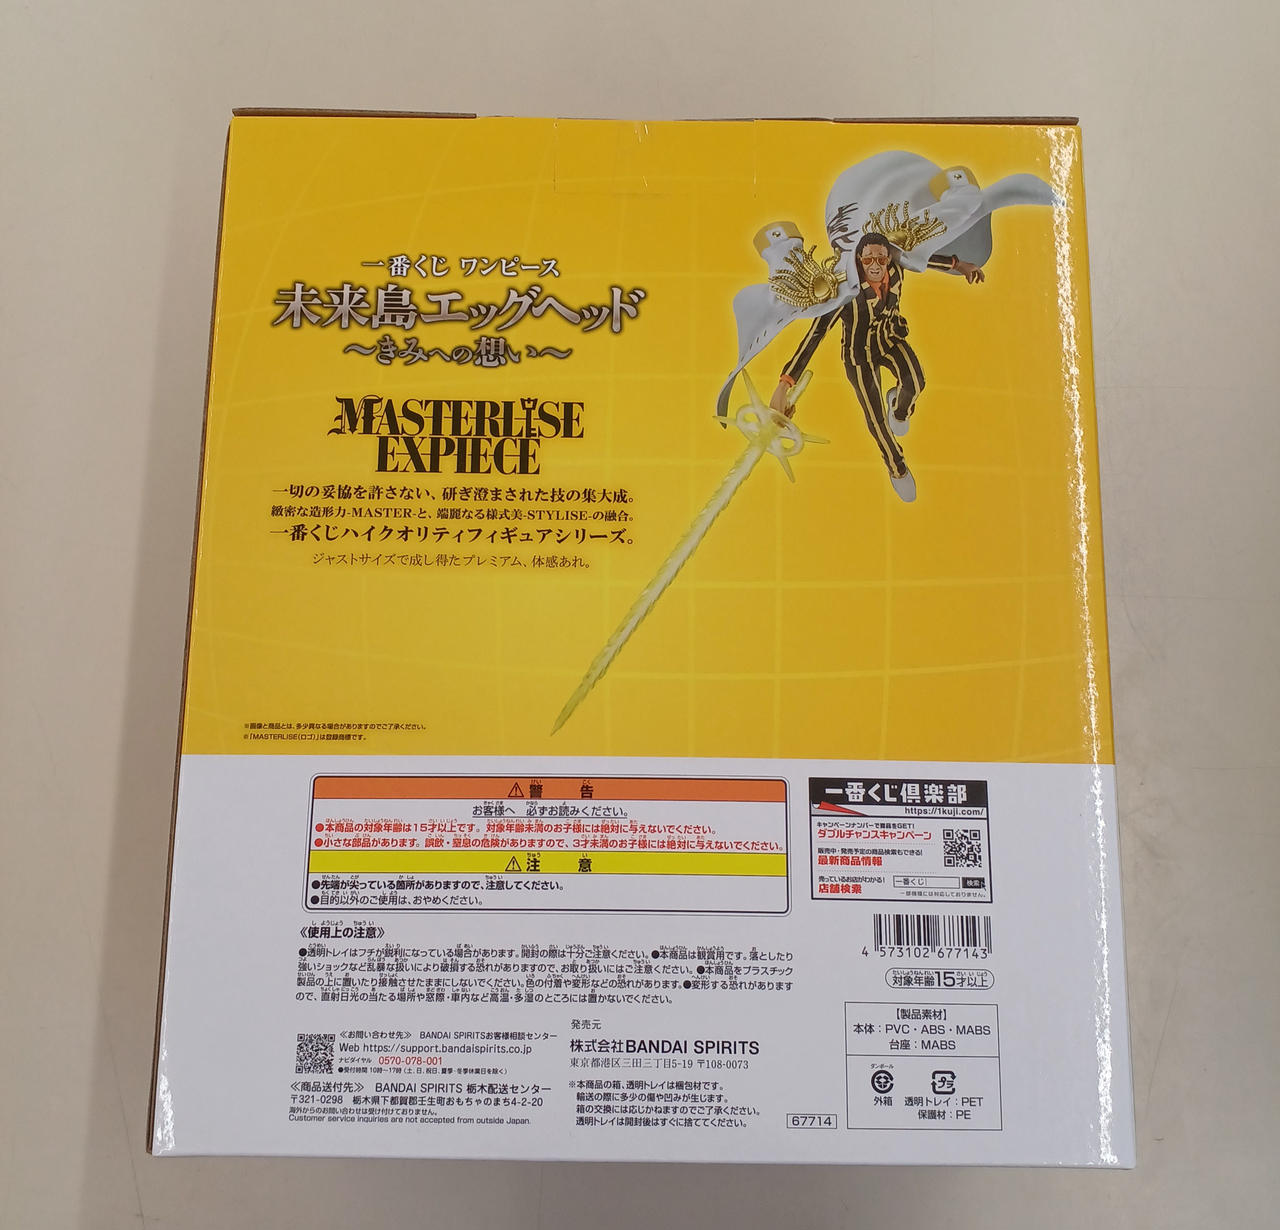 一番くじ ワンピース
未来島エッグヘッド
～きみへの想い～
MASTERLISE
EXPIECE
一切の妥協を許さない、研ぎ澄まされた技の集大成。
緻密な造形力-MASTER-と、端麗なる様式美-STYLISE-の融合。
一番くじハイクオリティフィギュアシリーズ。
ジャストサイズで成し得たプレミアム、体感あれ。
※画像と商品とは、多少異なる場合がありますのでご了承ください。
※「MASTERLISE(ロゴ)」は登録商標です。
⚠警告
お客様へ 必ずお読みください。
●本商品の対象年齢は15才以上です。対象年齢未満のお子様には絶対に与えないでください。
●小さな部品があります。誤飲・窒息の危険がありますので、3才未満のお子様には絶対に与えないでください。
⚠注意
●先端が尖っている箇所がありますので、注意してください。
●目的以外のご使用は、おやめください。
《使用上の注意》
●透明トレイはフチが鋭利になっている場合があります。開封の際は十分ご注意ください。●本商品は観賞用です。落としたり
強いショックなど乱暴な扱いにより破損する恐れがありますので、お取り扱いにはご注意ください。●本商品をプラスチック
製品の上に置いたり接触させたままにしないでください。色の付着や変形などの恐れがあります。●変形する恐れがあります
ので、直射日光の当たる場所や窓際・車内など高温・多湿のところには置かないでください。
《お問い合わせ先》 BANDAI SPIRITSお客様相談センター
Web https://support.bandaispirits.co.jp
ナビダイヤル 0570-078-001
●受付時間 10時～17時(土、日、祝日、夏季・冬季休業日を除く)
《商品送付先》 BANDAI SPIRITS 栃木配送センター
〒321-0298 栃木県下都賀郡壬生町おもちゃのまち4-2-20
海外からのお問い合わせは受け付けておりません。
Customer service inquiries are not accepted from outside Japan.
発売元
株式会社BANDAI SPIRITS
東京都港区三田三丁目5-19 〒108-0073
※本商品の箱、透明トレイは梱包材です。
輸送の際に多少の傷や凹みが生じます。
箱の交換には応じかねますのでご了承ください。
透明トレイは開封後はすぐに捨ててください。
67714
一番くじ倶楽部
https://1kuji.com/
キャンペーンナンバーで賞品をGET!
ダブルチャンスキャンペーン
販売中・発売予定の商品検索もできる!
最新商品情報
売っているお店がわかる!
店舗検索
一番くじ 検索
一部機種には対応しておりません。
4 573102 677143
対象年齢15才以上
【製品素材】
本体：PVC・ABS・MABS
台座：MABS
ダンボール
外箱
プラ
透明トレイ：PET
保護材：PE